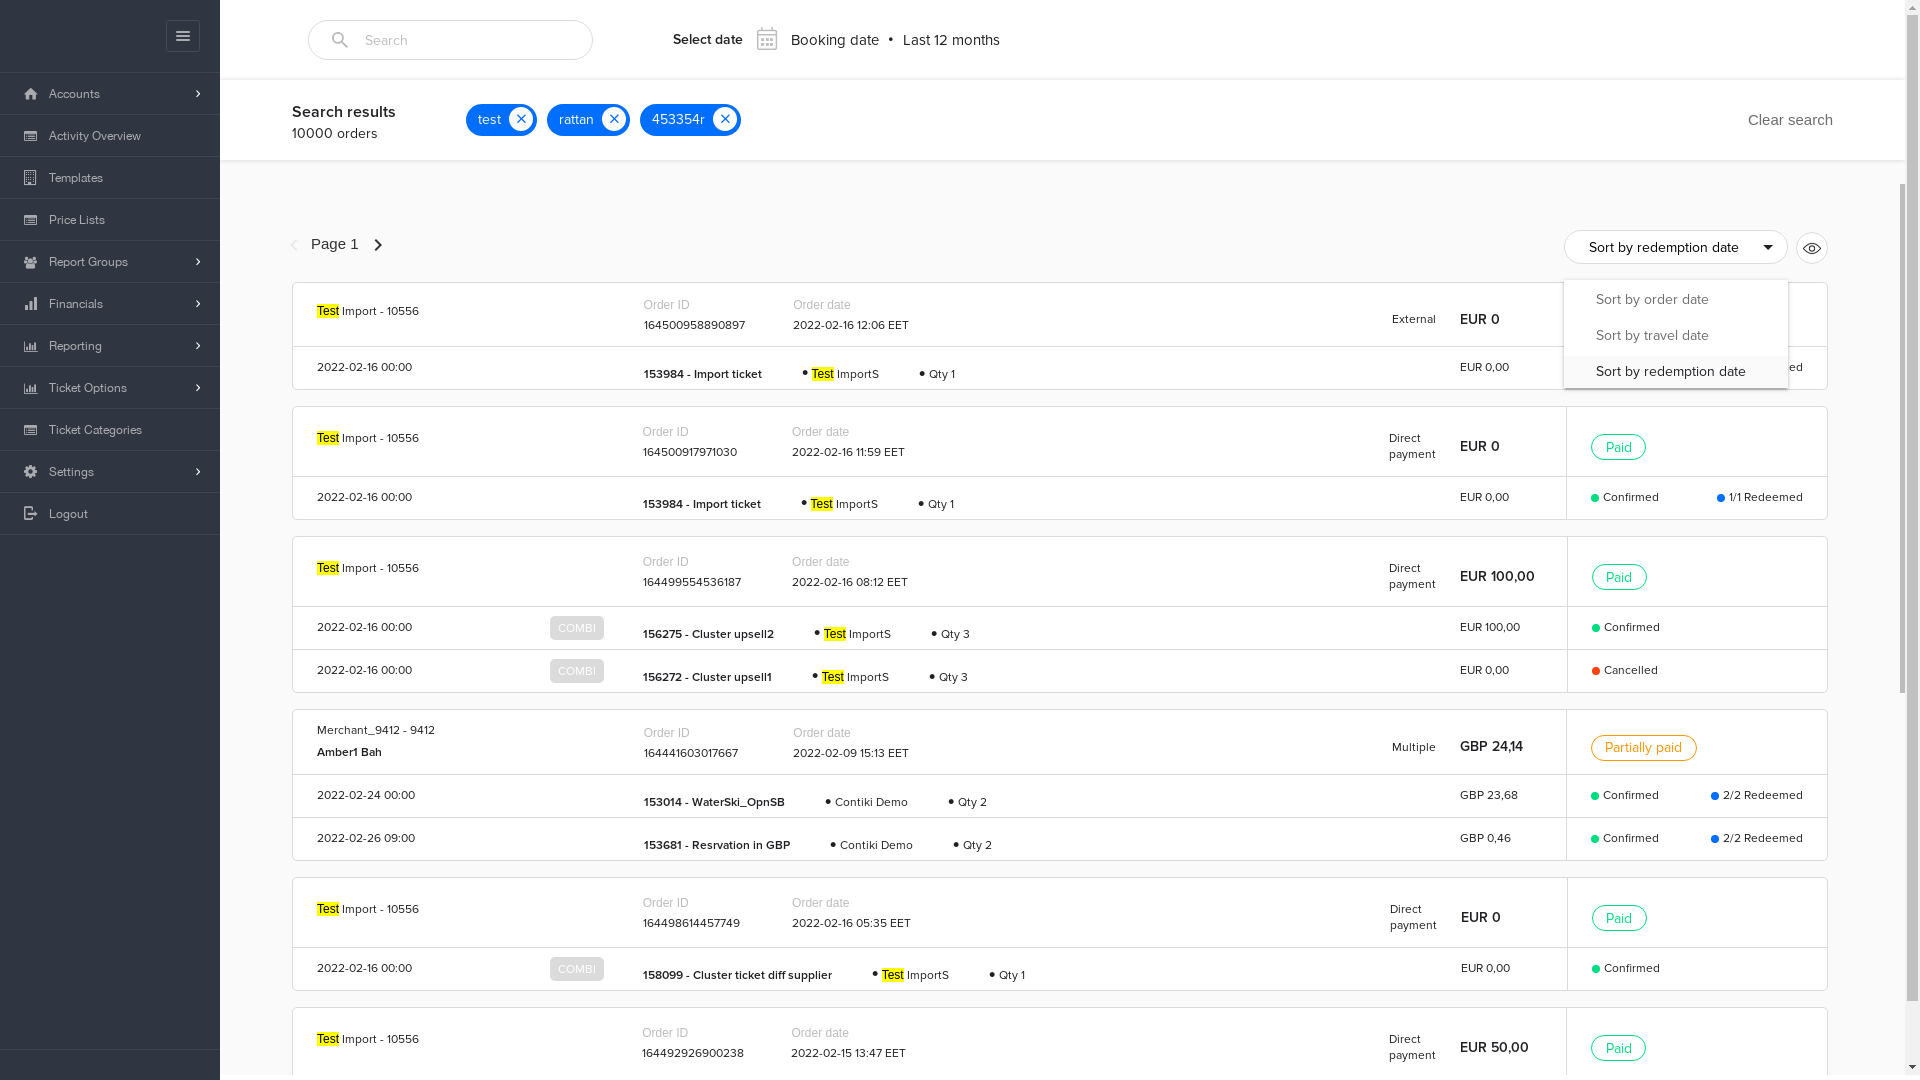 Search
Select date
Booking date • Last 12 months
Accounts
Activity Overview
Templates
Price Lists
Report Groups
Financials
Reporting
Ticket Options
Ticket Categories
Settings
Logout
Search results
10000 orders
test
rattan
453354r
Clear search
Page 1
Sort by redemption date
Sort by order date
Sort by travel date
Sort by redemption date
Test Import - 10556
Order ID
164500958890897
Order date
2022-02-16 12:06 EET
External
EUR 0
2022-02-16 00:00
153984 - Import ticket
• Test ImportS
• Qty 1
EUR 0,00
ed
Test Import - 10556
Order ID
164500917971030
Order date
2022-02-16 11:59 EET
Direct
payment
EUR 0
Paid
2022-02-16 00:00
153984 - Import ticket
• Test ImportS
• Qty 1
EUR 0,00
Confirmed
1/1 Redeemed
Test Import - 10556
Order ID
164499554536187
Order date
2022-02-16 08:12 EET
Direct
payment
EUR 100,00
Paid
2022-02-16 00:00
COMBI
156275 - Cluster upsell2
• Test ImportS
• Qty 3
EUR 100,00
Confirmed
2022-02-16 00:00
COMBI
156272 - Cluster upsell1
• Test ImportS
• Qty 3
EUR 0,00
Cancelled
Merchant_9412 - 9412
Amber1 Bah
Order ID
164441603017667
Order date
2022-02-09 15:13 EET
Multiple
GBP 24,14
Partially paid
2022-02-24 00:00
153014 - WaterSki_OpnSB
• Contiki Demo
• Qty 2
GBP 23,68
Confirmed
2/2 Redeemed
2022-02-26 09:00
153681 - Resrvation in GBP
• Contiki Demo
• Qty 2
GBP 0,46
Confirmed
2/2 Redeemed
Test Import - 10556
Order ID
164498614457749
Order date
2022-02-16 05:35 EET
Direct
payment
EUR 0
Paid
2022-02-16 00:00
COMBI
158099 - Cluster ticket diff supplier
• Test ImportS
• Qty 1
EUR 0,00
Confirmed
Test Import - 10556
Order ID
164492926900238
Order date
2022-02-15 13:47 EET
Direct
payment
EUR 50,00
Paid